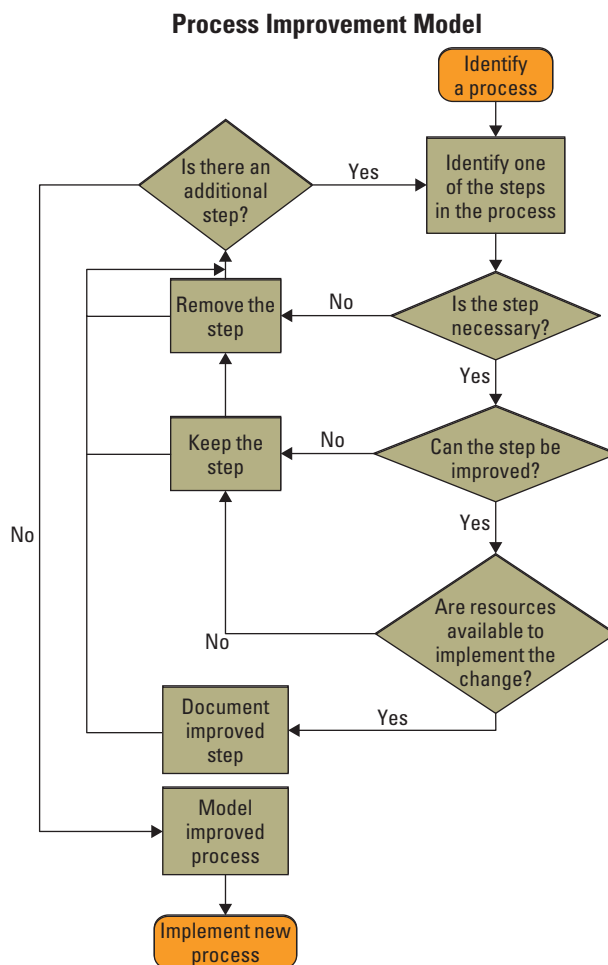 Process Improvement Model
Identify
a process
Is there an
additional
step?
Yes
Identify one
of the steps
in the process
Remove the
step
No
Is the step
necessary?
Yes
Keep the
step
No
Can the step be
improved?
Yes
No
Are resources
available to
implement the
change?
No
Document
improved
step
Yes
Model
improved
process
Implement new
process